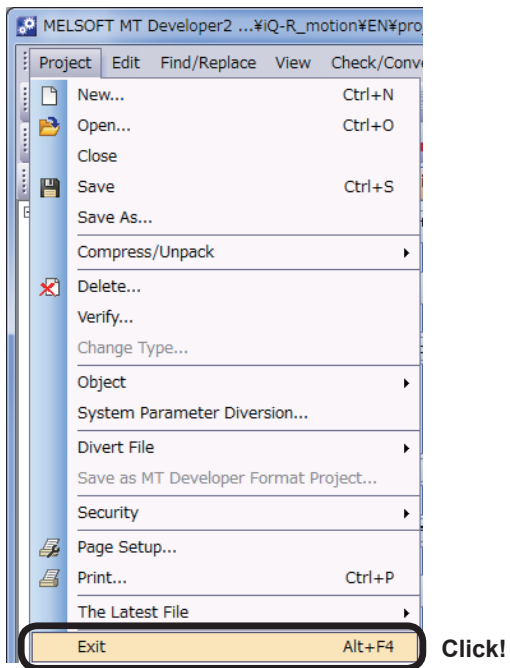 MELSOFT MT Developer2 ...¥iQ-R_motion¥EN¥pro
Project Edit Find/Replace View Check/Conv
New... Ctrl+N
Open... Ctrl+O
Close
Save Ctrl+S
Save As...
Compress/Unpack
Delete...
Verify...
Change Type...
Object
System Parameter Diversion...
Divert File
Save as MT Developer Format Project...
Security
Page Setup...
Print... Ctrl+P
The Latest File
Exit Alt+F4 Click!